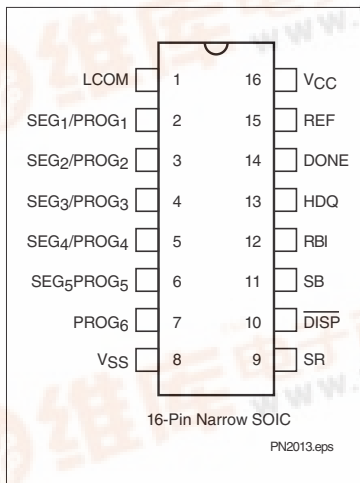 LCOM 1 16 VCC
SEG1/PROG1 2 15 REF
SEG2/PROG2 3 14 DONE
SEG3/PROG3 4 13 HDQ
SEG4/PROG4 5 12 RBI
SEG5PROG5 6 11 SB
PROG6 7 10 DISP
VSS 8 9 SR
16-Pin Narrow SOIC
PN2013.eps